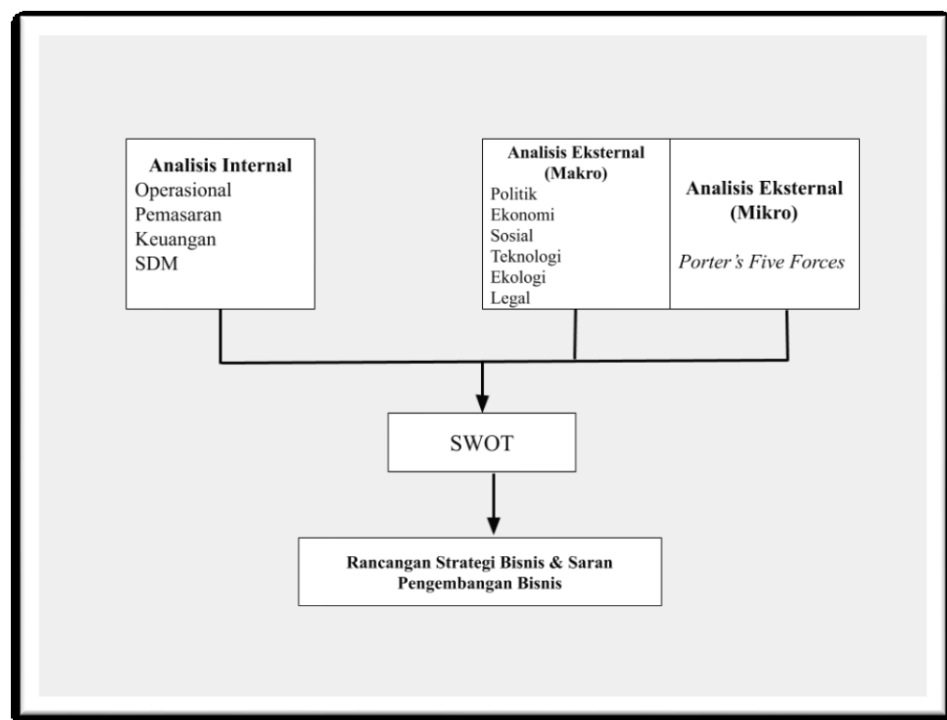 Analisis Internal
Operasional
Pemasaran
Keuangan
SDM
Analisis Eksternal
(Makro)
Politik
Ekonomi
Sosial
Teknologi
Ekologi
Legal
Analisis Eksternal
(Mikro)
Porter’s Five Forces
SWOT
Rancangan Strategi Bisnis & Saran
Pengembangan Bisnis